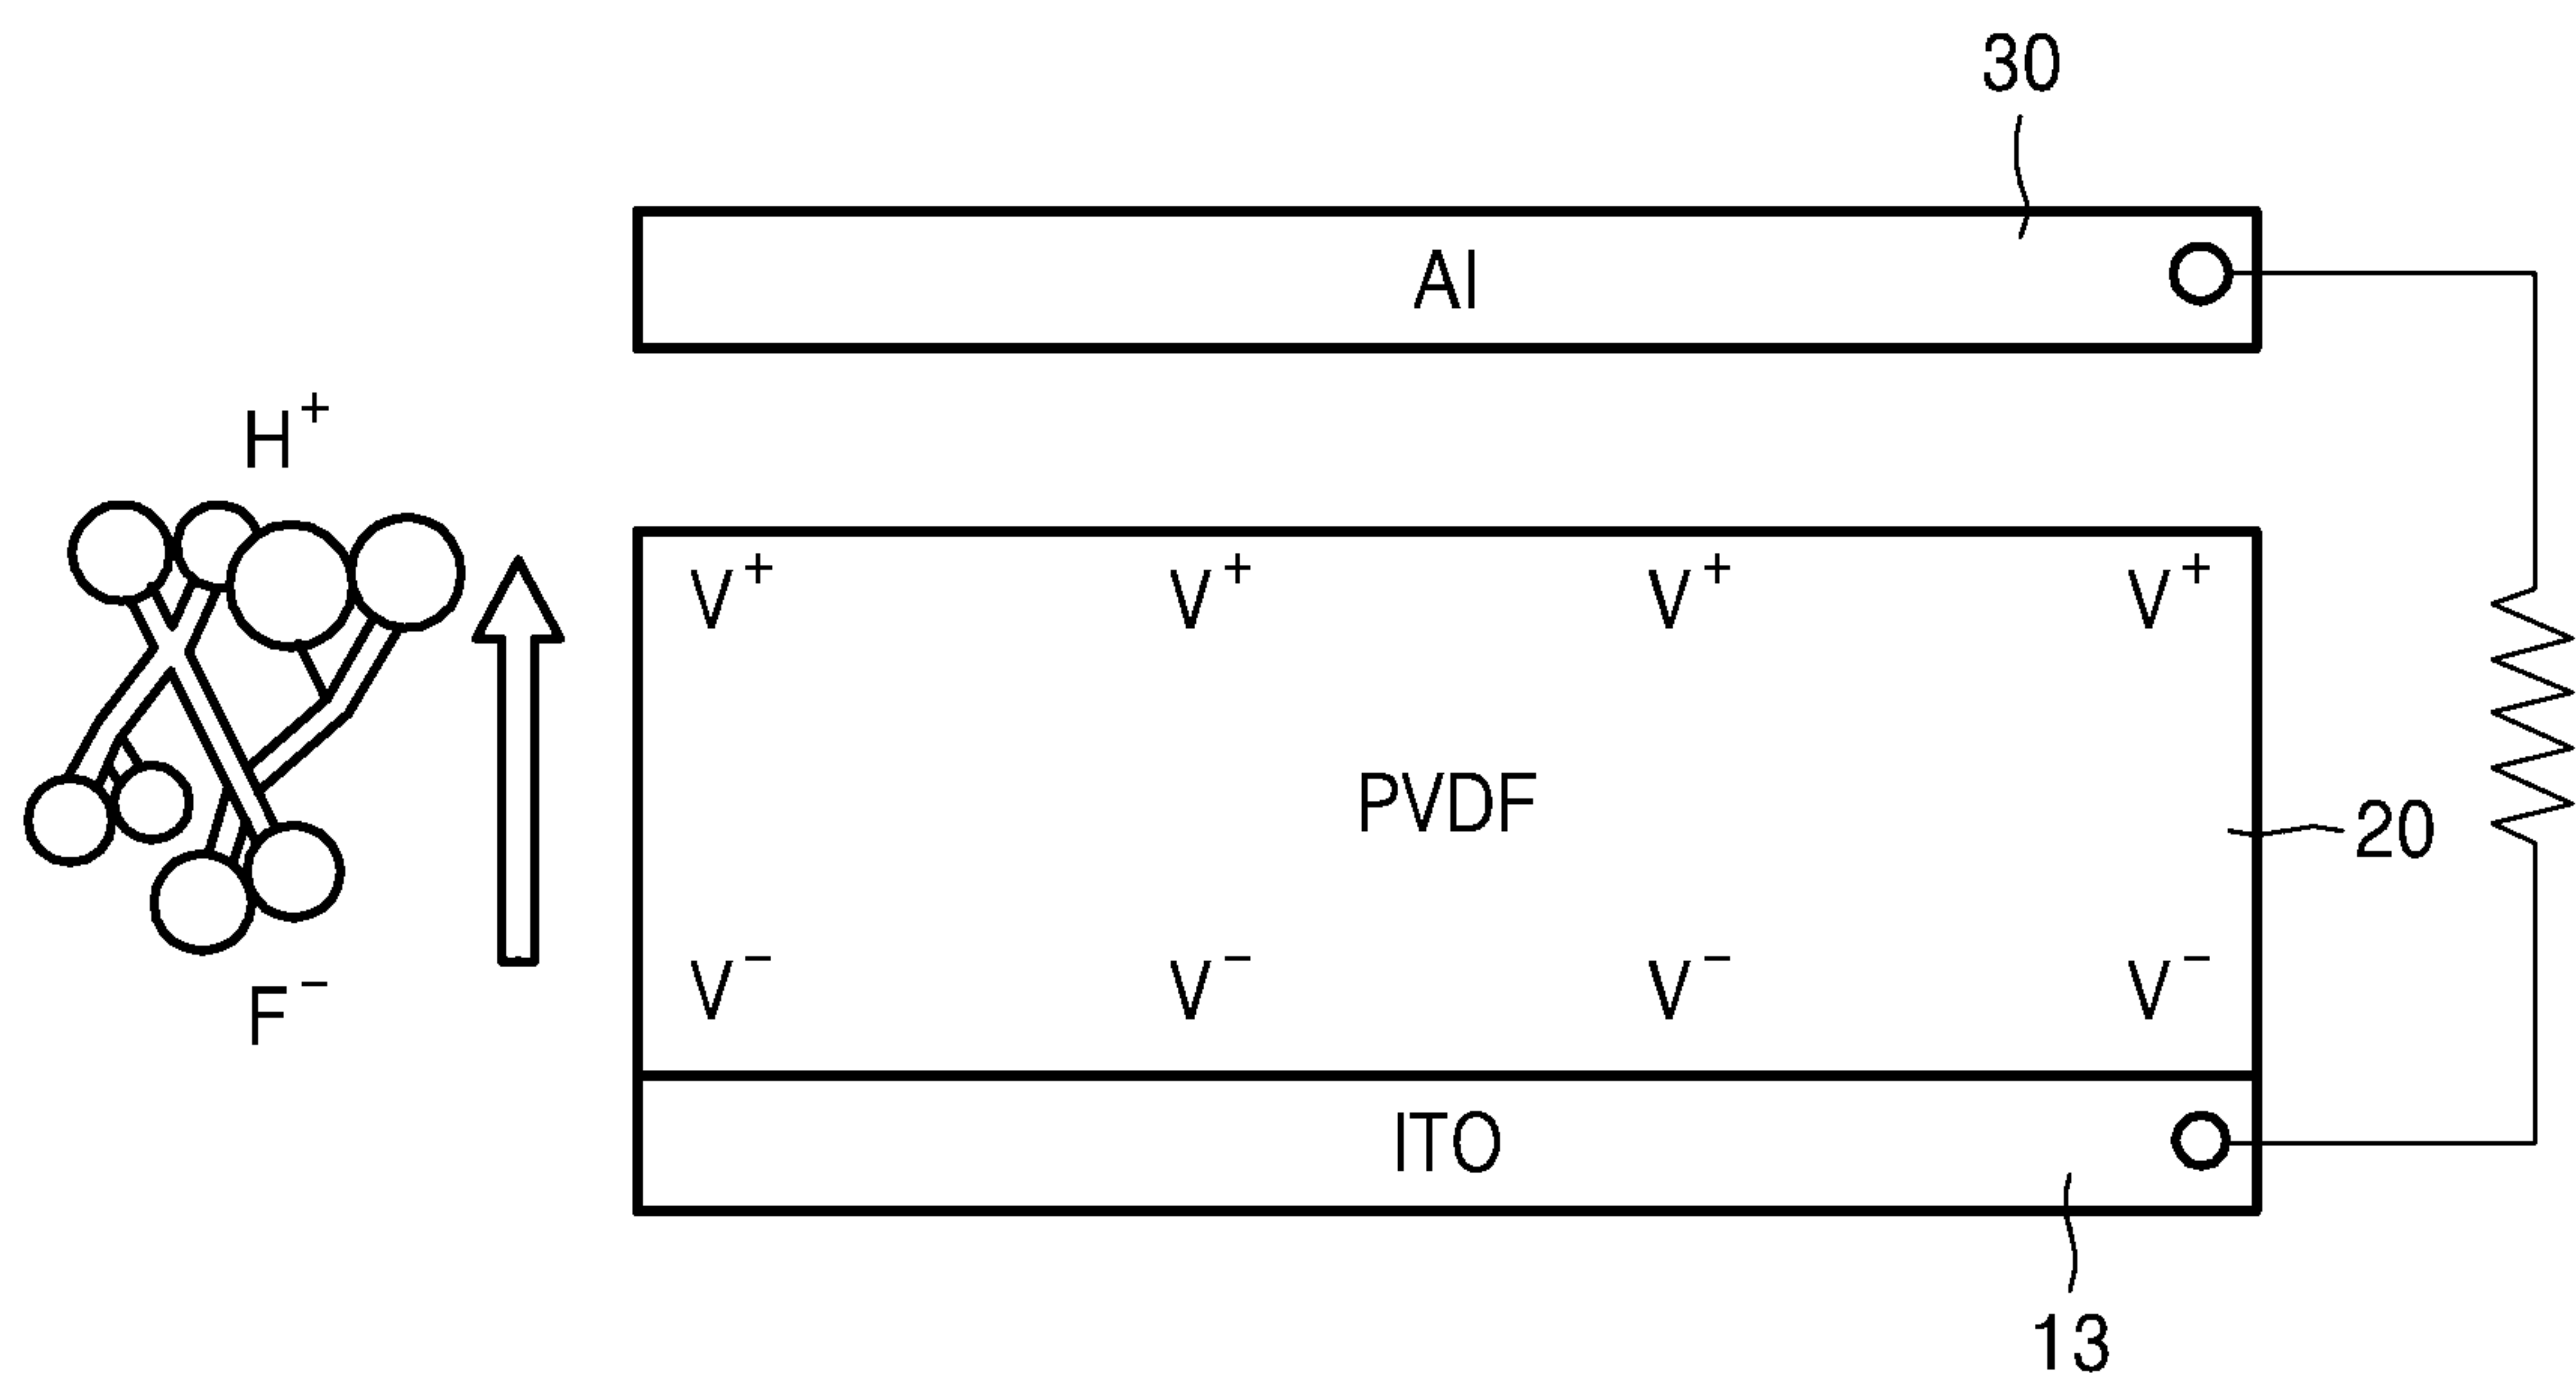 30
Al
H+
V+ V+ V+ V+
PVDF
20
V− V− V− V−
F−
ITO
13